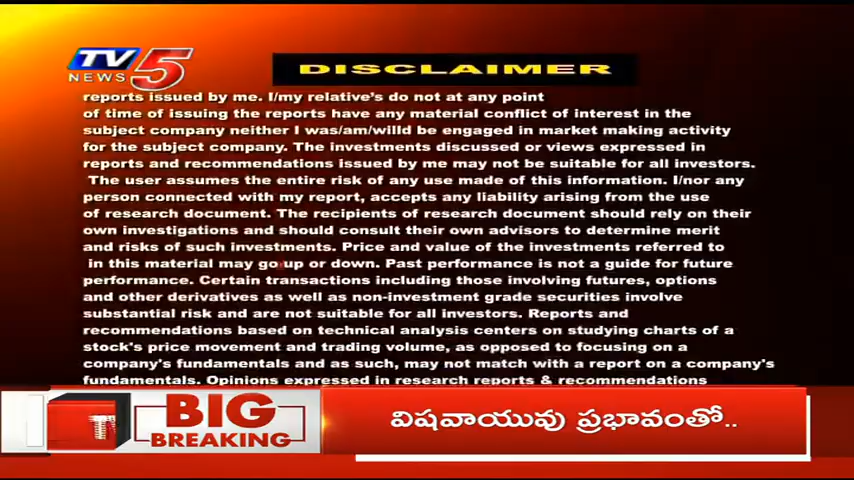 TV5
NEWS
DISCLAIMER
reports issued by me. I/my relative's do not at any point
of time of issuing the reports have any material conflict of interest in the
subject company neither I was/am/willd be engaged in market making activity
for the subject company. The investments discussed or views expressed in
reports and recommendations issued by me may not be suitable for all investors.
The user assumes the entire risk of any use made of this information. I/nor any
person connected with my report, accepts any liability arising from the use
of research document. The recipients of research document should rely on their
own investigations and should consult their own advisors to determine merit
and risks of such investments. Price and value of the investments referred to
in this material may go up or down. Past performance is not a guide for future
performance. Certain transactions including those involving futures, options
and other derivatives as well as non-investment grade securities involve
substantial risk and are not suitable for all investors. Reports and
recommendations based on technical analysis centers on studying charts of a
stock's price movement and trading volume, as opposed to focusing on a
company's fundamentals and as such, may not match with a report on a company's
fundamentals. Opinions expressed in research reports & recommendations
BIG
BREAKING
విషవాయువు ప్రభావంతో..